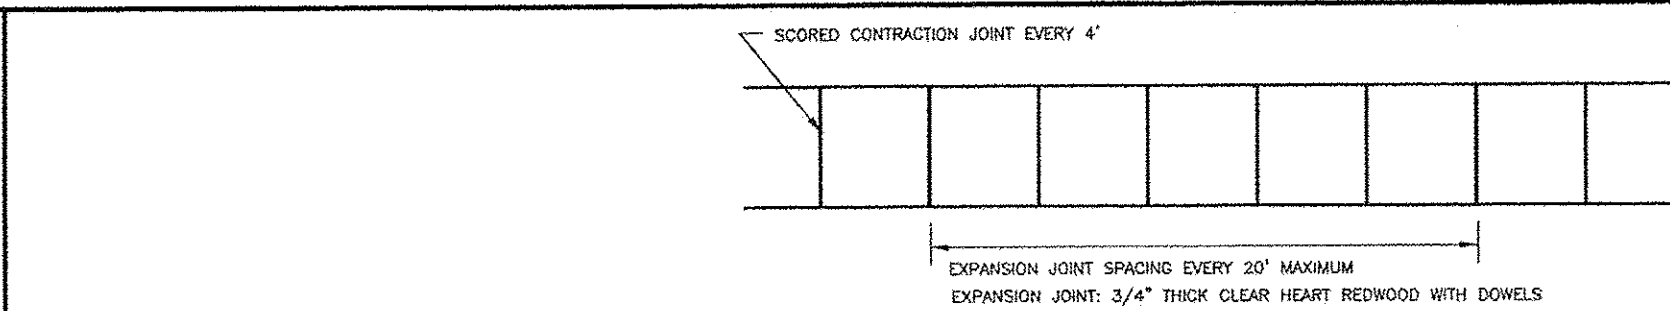 SCORED CONTRACTION JOINT EVERY 4'
EXPANSION JOINT SPACING EVERY 20' MAXIMUM
EXPANSION JOINT: 3/4" THICK CLEAR HEART REDWOOD WITH DOWELS